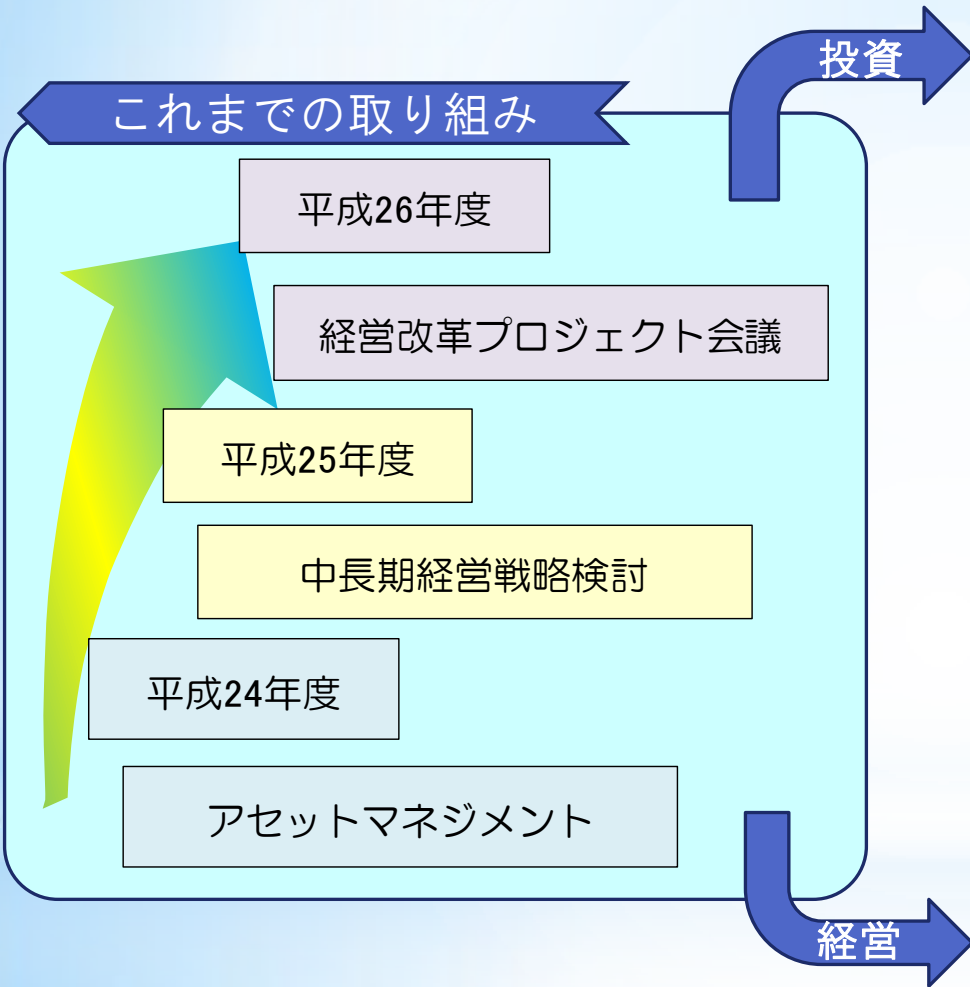 投資
これまでの取り組み
平成26年度
経営改革プロジェクト会議
平成25年度
中長期経営戦略検討
平成24年度
アセットマネジメント
経営